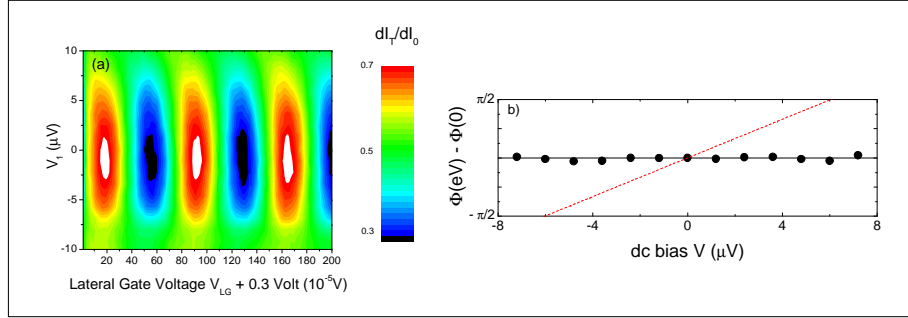 dI_T/dI_0
(a)
10
5
0
-5
-10
V_1 (μV)
0.7
0.5
0.3
20 40 60 80 100 120 140 160 180 200
Lateral Gate Voltage V_LG + 0.3 Volt (10^-5V)
b)
π/2
- π/2
Φ(eV) - Φ(0)
-8 -4 0 4 8
dc bias V (μV)